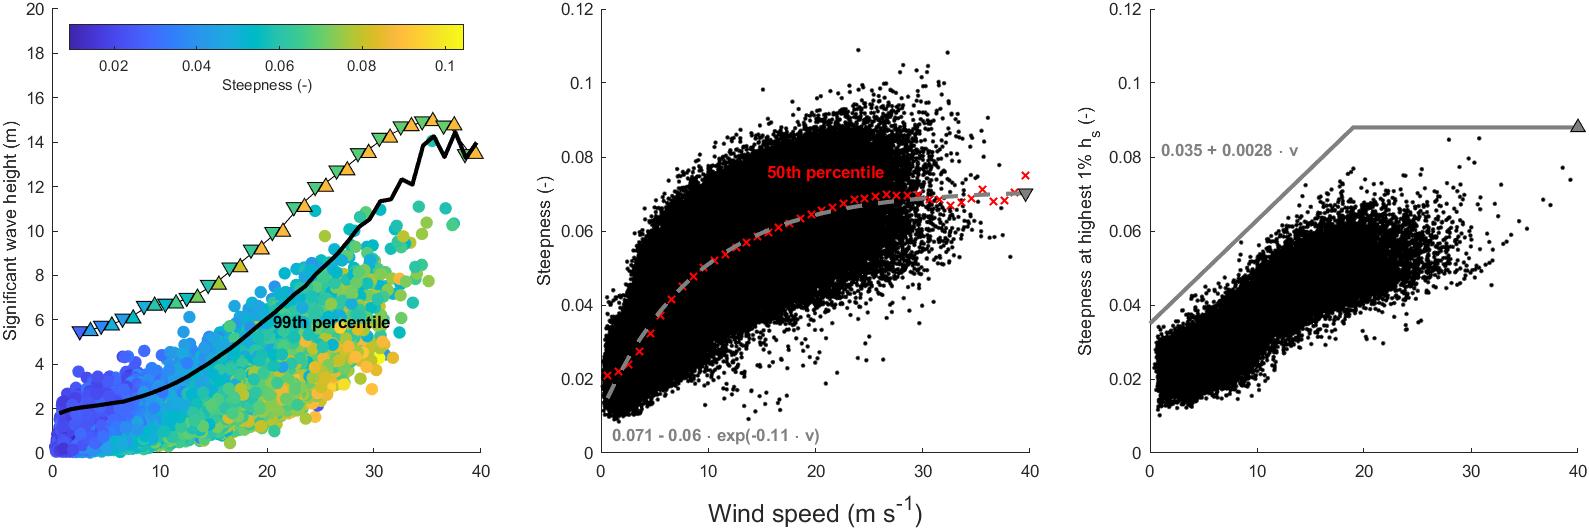 20
18
16
14
12
10
8
6
4
2
0
Significant wave height (m)
0.02 0.04 0.06 0.08 0.1
Steepness (-)
99th percentile
0 10 20 30 40
0.12
0.1
0.08
0.06
0.04
0.02
0
Steepness (-)
50th percentile
0.071 - 0.06 · exp(-0.11 · v)
0 10 20 30 40
Wind speed (m s⁻¹)
0.12
0.1
0.08
0.06
0.04
0.02
0
Steepness at highest 1% hₛ (-)
0.035 + 0.0028 · v
0 10 20 30 40